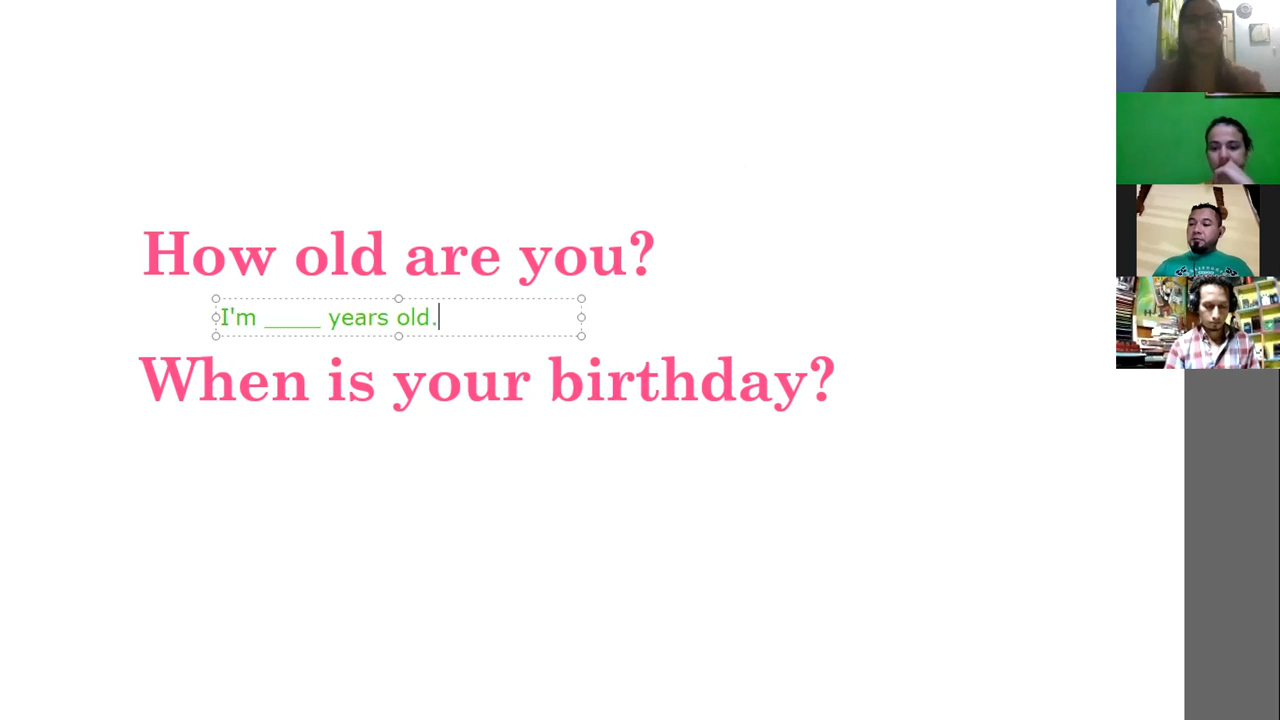 How old are you?
I'm _____ years old.
When is your birthday?